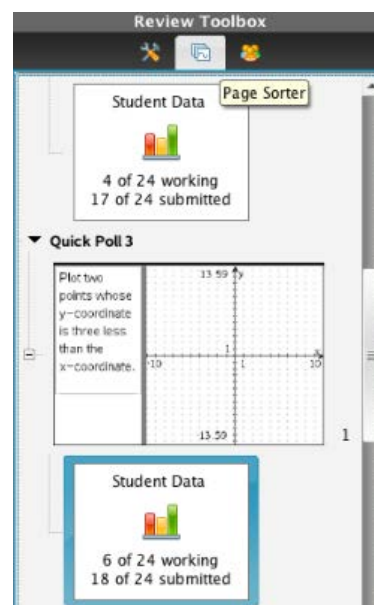 Review Toolbox
Page Sorter
Student Data
4 of 24 working
17 of 24 submitted
Quick Poll 3
Plot two
points whose
y-coordinate
is three less
than the
x-coordinate.
13.59 y
1
x
-10
1
10
-13.59
1
Student Data
6 of 24 working
18 of 24 submitted